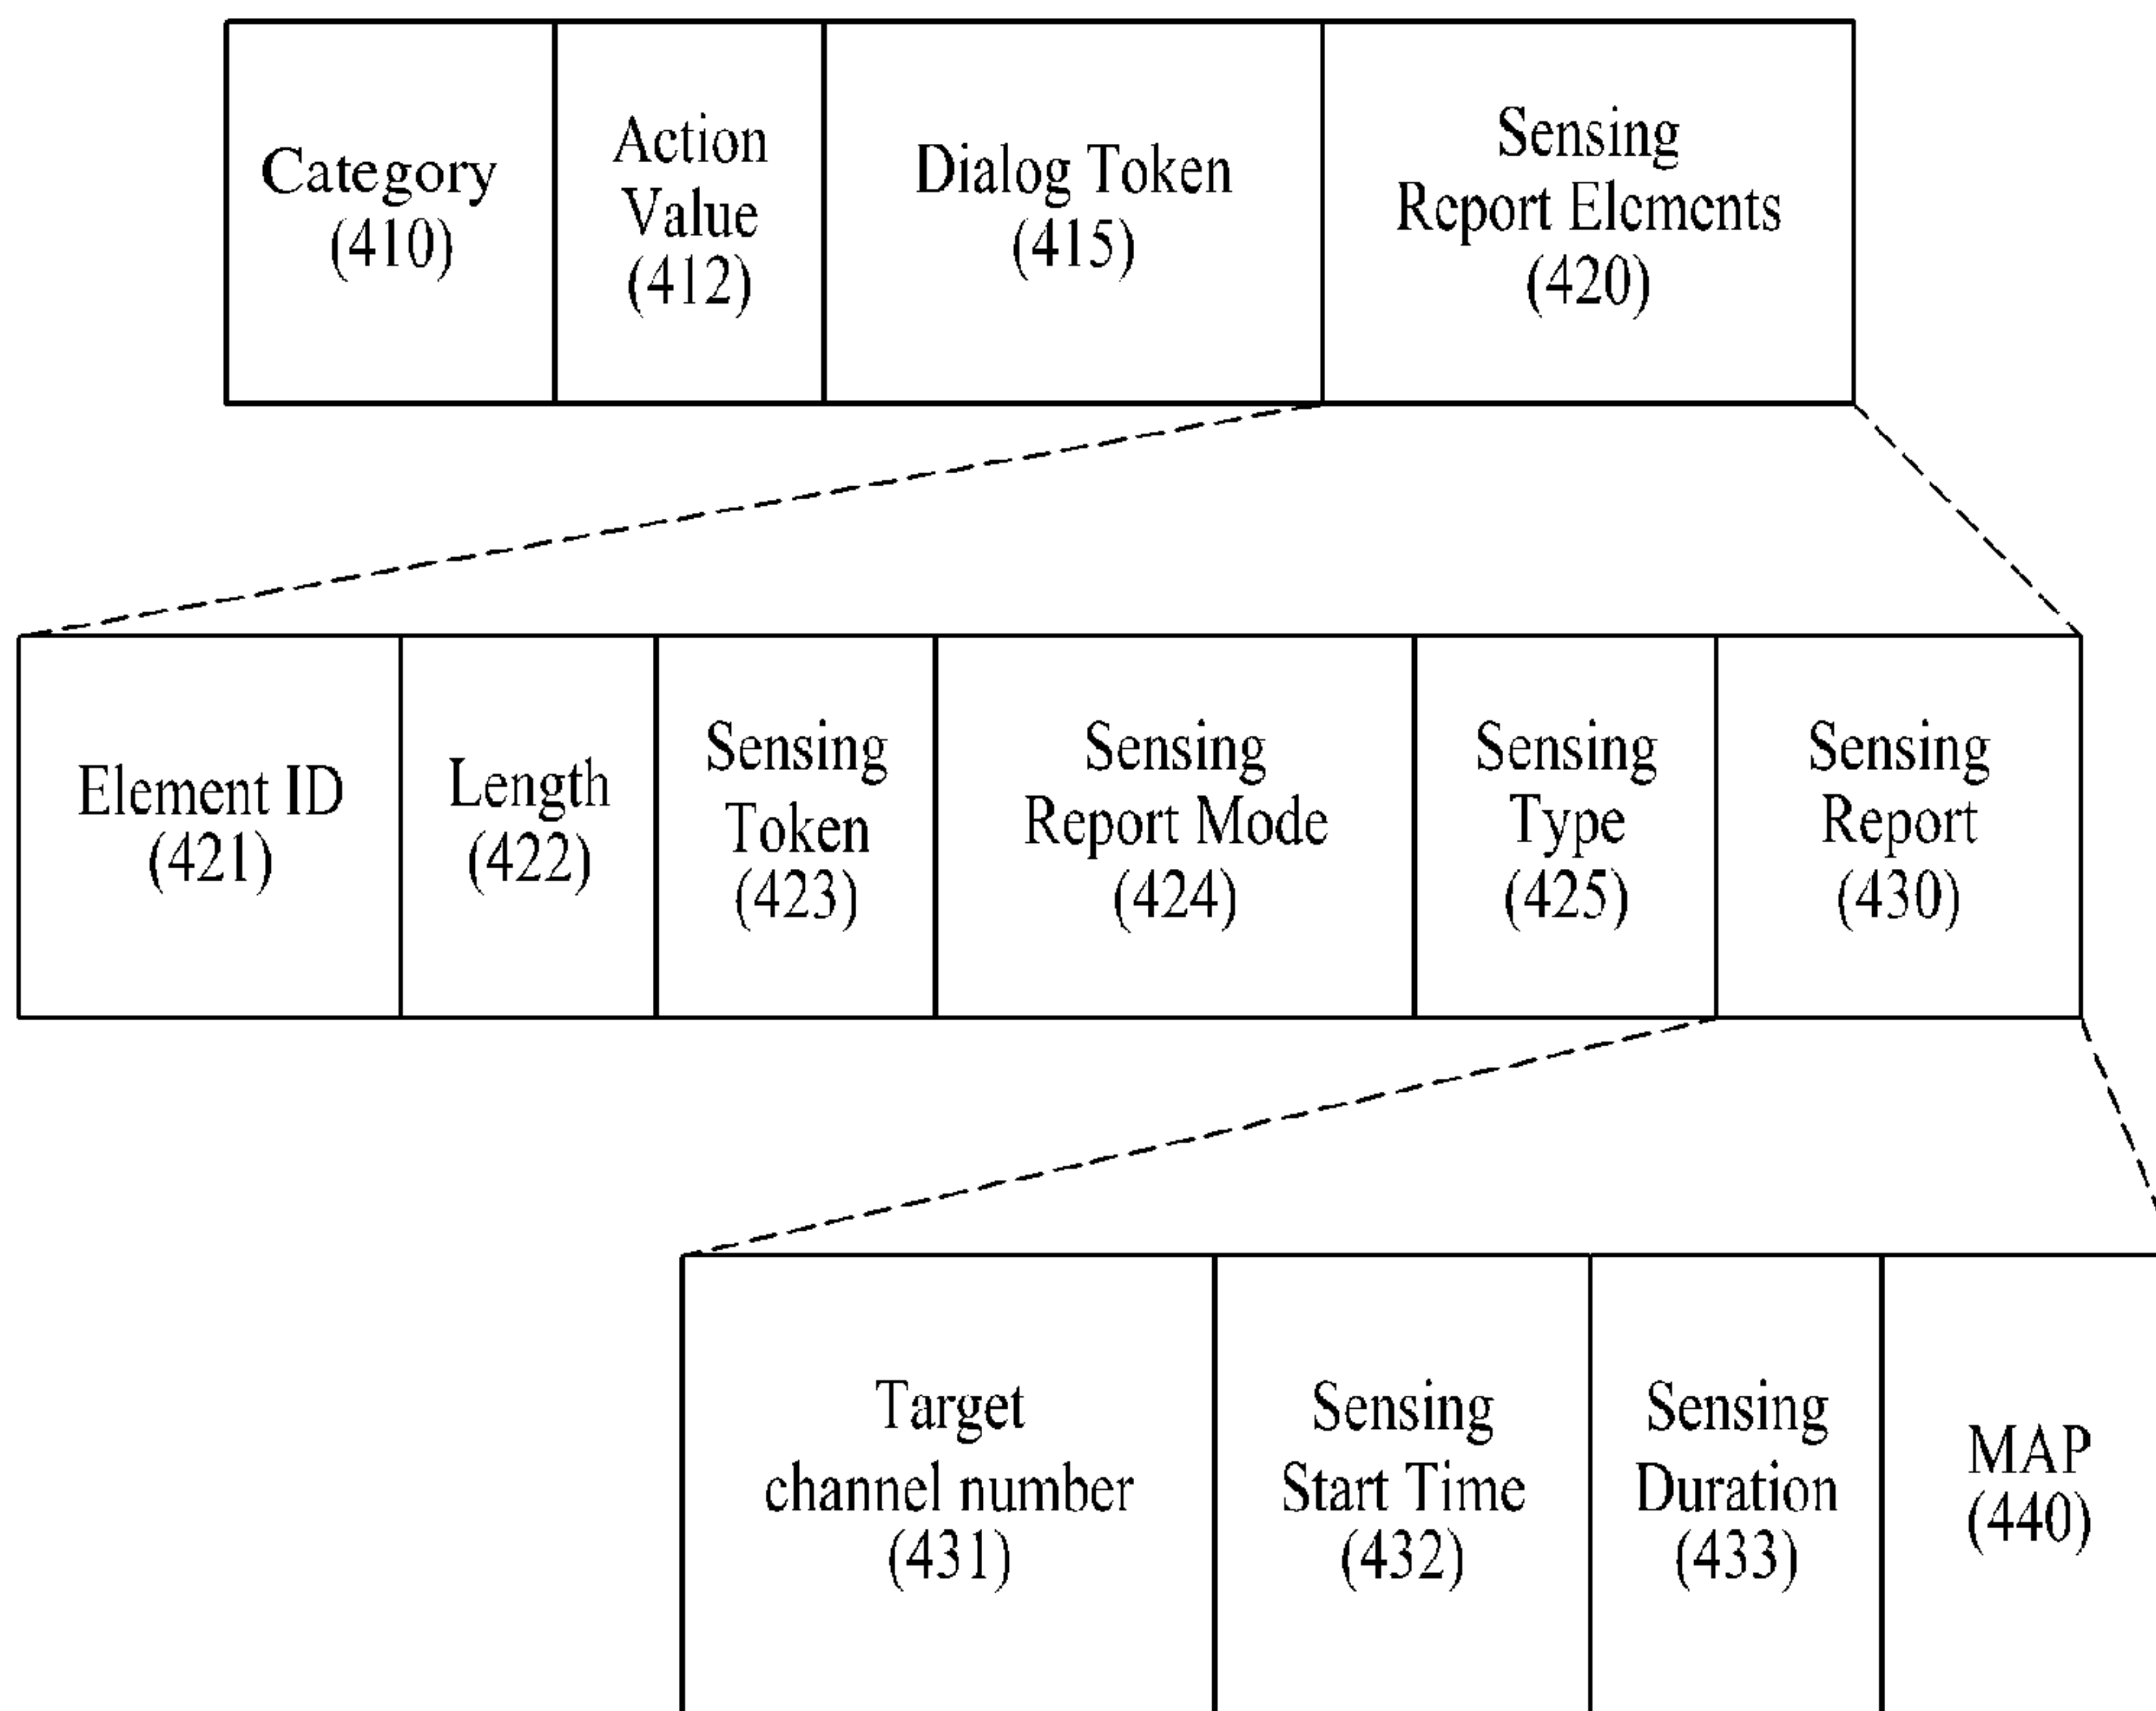 Category
(410)
Action
Value
(412)
Dialog Token
(415)
Sensing
Report Elements
(420)
Element ID
(421)
Length
(422)
Sensing
Token
(423)
Sensing
Report Mode
(424)
Sensing
Type
(425)
Sensing
Report
(430)
Target
channel number
(431)
Sensing
Start Time
(432)
Sensing
Duration
(433)
MAP
(440)